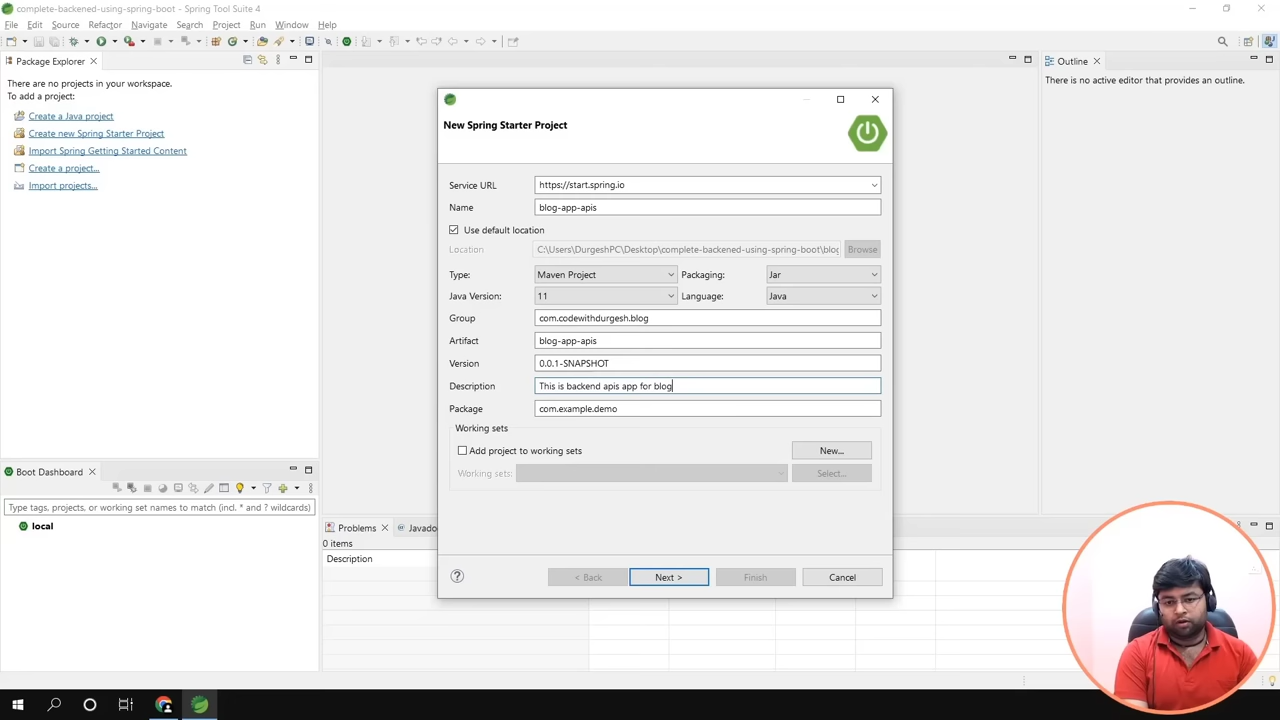 complete-backened-using-spring-boot - Spring Tool Suite 4
File Edit Source Refactor Navigate Search Project Run Window Help
Package Explorer
There are no projects in your workspace.
To add a project:
Create a Java project
Create new Spring Starter Project
Import Spring Getting Started Content
Create a project...
Import projects...
Outline
There is no active editor that provides an outline.
New Spring Starter Project
Service URL https://start.spring.io
Name blog-app-apis
Use default location
Location C:\Users\DurgeshPC\Desktop\complete-backened-using-spring-boot\blog Browse
Type: Maven Project Packaging: Jar
Java Version: 11 Language: Java
Group com.codewithdurgesh.blog
Artifact blog-app-apis
Version 0.0.1-SNAPSHOT
Description This is backend apis app for blog
Package com.example.demo
Working sets
Add project to working sets New...
Working sets: Select...
< Back Next > Finish Cancel
Boot Dashboard
Type tags, projects, or working set names to match (incl. * and ? wildcards)
local
Problems @ Javado
0 items
Description